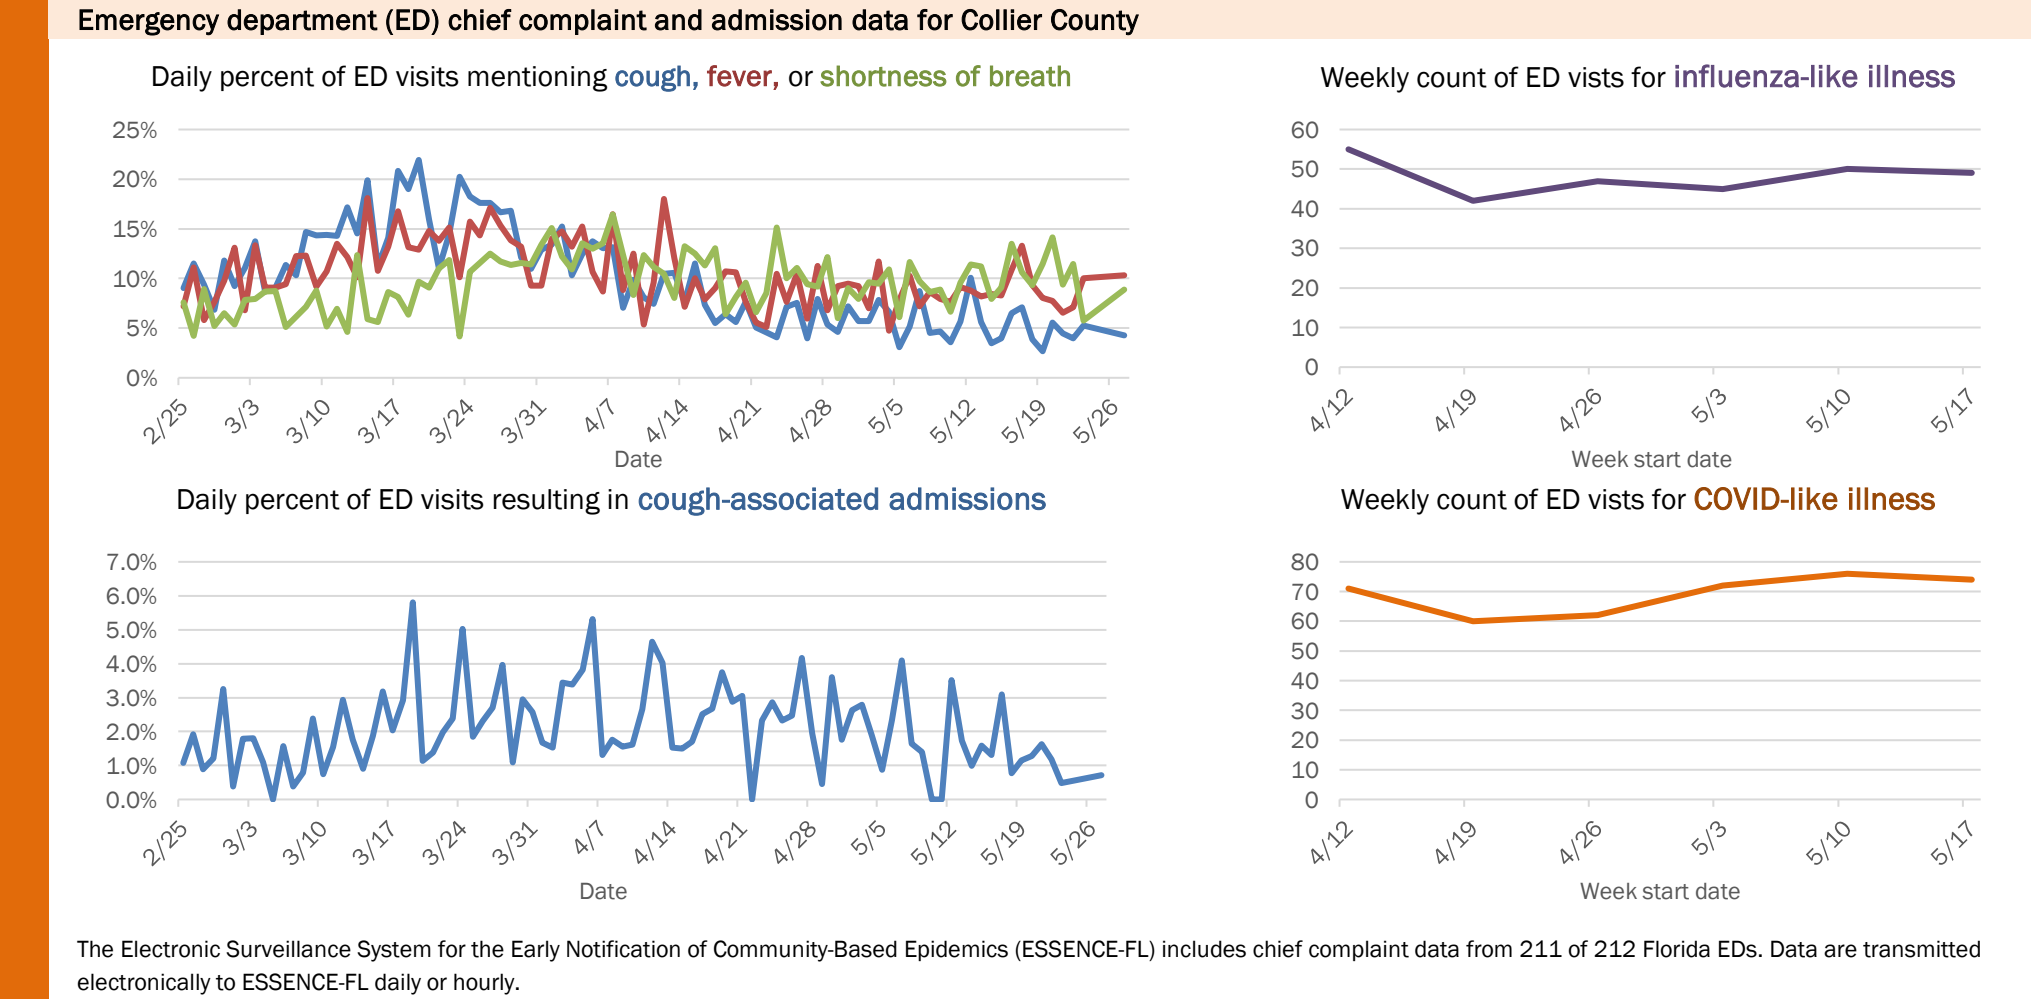 Emergency department (ED) chief complaint and admission data for Collier County
Daily percent of ED visits mentioning cough, fever, or shortness of breath
25%
20%
15%
10%
5%
0%
2/25 3/3 3/10 3/17 3/24 3/31 4/7 4/14 4/21 4/28 5/5 5/12 5/19 5/26
Date
Weekly count of ED vists for influenza-like illness
60
50
40
30
20
10
0
4/12 4/19 4/26 5/3 5/10 5/17
Week start date
Daily percent of ED visits resulting in cough-associated admissions
7.0%
6.0%
5.0%
4.0%
3.0%
2.0%
1.0%
0.0%
2/25 3/3 3/10 3/17 3/24 3/31 4/7 4/14 4/21 4/28 5/5 5/12 5/19 5/26
Date
Weekly count of ED vists for COVID-like illness
80
70
60
50
40
30
20
10
0
4/12 4/19 4/26 5/3 5/10 5/17
Week start date
The Electronic Surveillance System for the Early Notification of Community-Based Epidemics (ESSENCE-FL) includes chief complaint data from 211 of 212 Florida EDs. Data are transmitted
electronically to ESSENCE-FL daily or hourly.